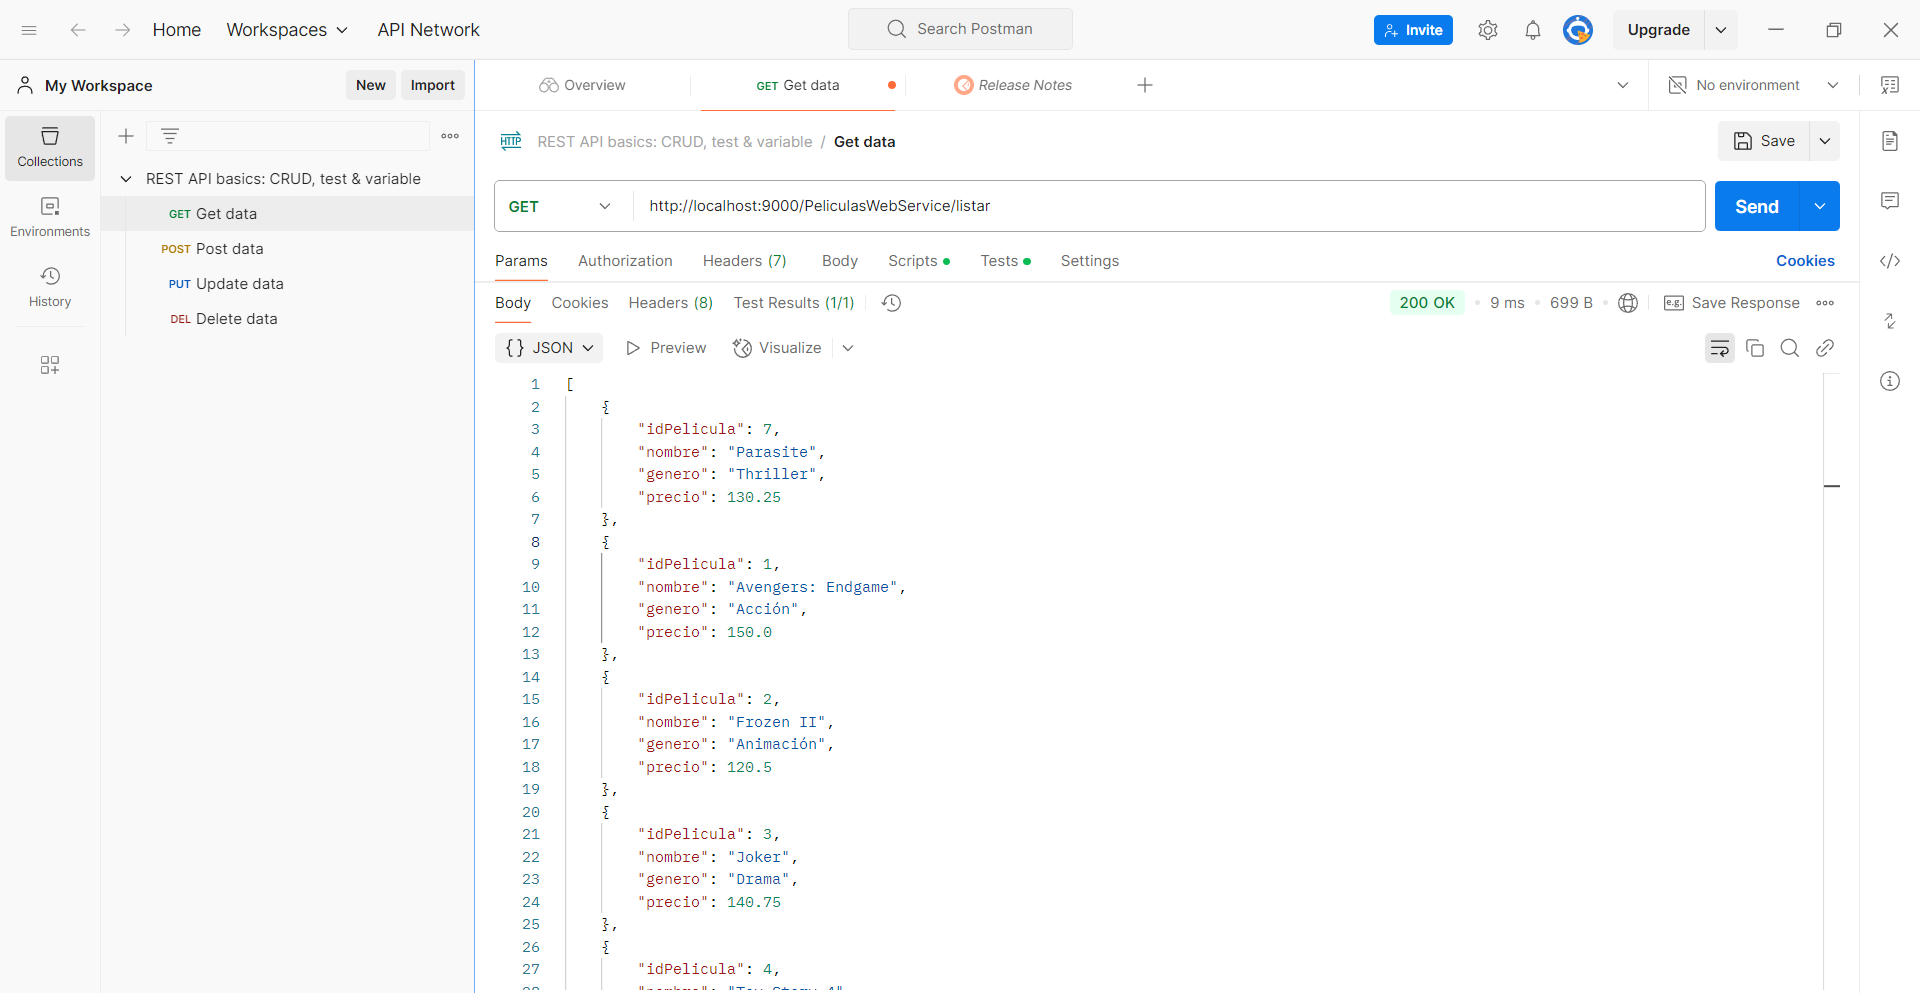 Home
Workspaces
API Network
Search Postman
Invite
Upgrade
My Workspace
New
Import
Overview
GET Get data
Release Notes
No environment
Collections
Environments
History
REST API basics: CRUD, test & variable
GET Get data
POST Post data
PUT Update data
DEL Delete data
HTTP REST API basics: CRUD, test & variable / Get data
Save
GET http://localhost:9000/PeliculasWebService/listar
Send
Params Authorization Headers (7) Body Scripts Tests Settings Cookies
Body Cookies Headers (8) Test Results (1/1) 200 OK 9 ms 699 B e.g. Save Response
{} JSON Preview Visualize
1 [
2 {
3 "idPelicula": 7,
4 "nombre": "Parasite",
5 "genero": "Thriller",
6 "precio": 130.25
7 },
8 {
9 "idPelicula": 1,
10 "nombre": "Avengers: Endgame",
11 "genero": "Acción",
12 "precio": 150.0
13 },
14 {
15 "idPelicula": 2,
16 "nombre": "Frozen II",
17 "genero": "Animación",
18 "precio": 120.5
19 },
20 {
21 "idPelicula": 3,
22 "nombre": "Joker",
23 "genero": "Drama",
24 "precio": 140.75
25 },
26 {
27 "idPelicula": 4,
28 "nombre": "Toy Story 4"